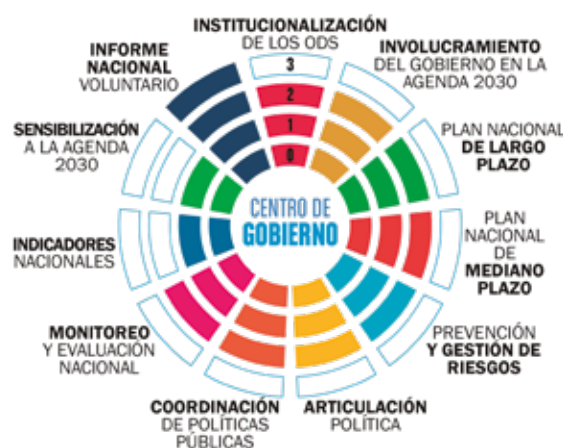 INSTITUCIONALIZACIÓN
DE LOS ODS
3
2
1
0
INVOLUCRAMIENTO
DEL GOBIERNO EN LA
AGENDA 2030
PLAN NACIONAL
DE LARGO
PLAZO
PLAN
NACIONAL
DE
MEDIANO
PLAZO
PREVENCIÓN
Y GESTIÓN DE
RIESGOS
ARTICULACIÓN
POLÍTICA
COORDINACIÓN
DE POLÍTICAS
PÚBLICAS
MONITOREO
Y EVALUACIÓN
NACIONAL
INDICADORES
NACIONALES
SENSIBILIZACIÓN
A LA AGENDA
2030
INFORME
NACIONAL
VOLUNTARIO
CENTRO DE
GOBIERNO